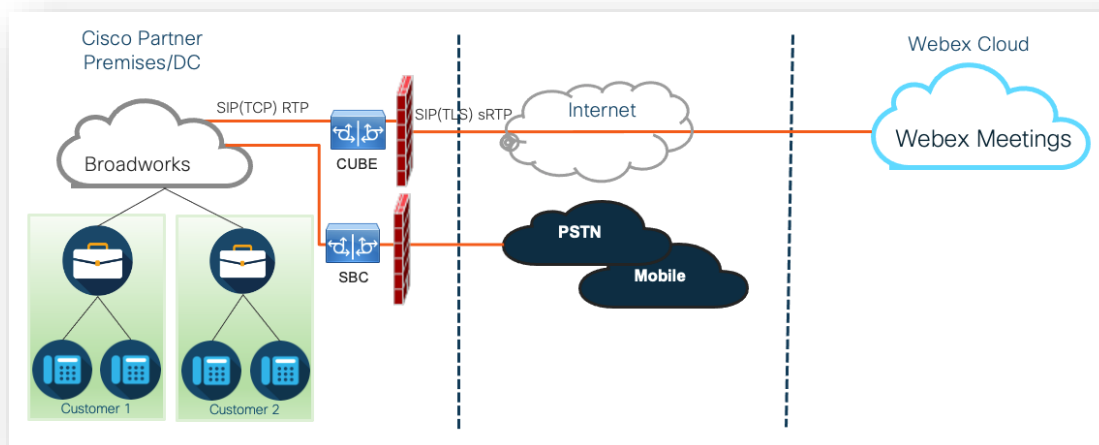 Cisco Partner
Premises/DC
Webex Cloud
SIP(TCP) RTP
SIP(TLS) sRTP
Internet
Webex Meetings
Broadworks
CUBE
PSTN
SBC
Mobile
Customer 1
Customer 2